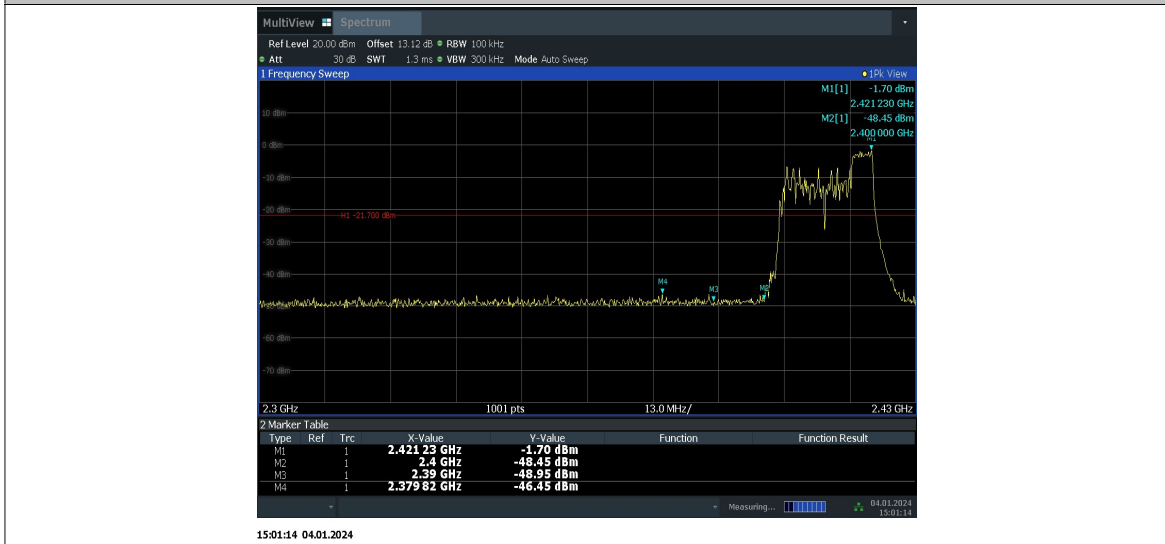 MultiView Spectrum
Ref Level 20.00 dBm Offset 13.12 dB RBW 100 kHz
Att 30 dB SWT 1.3 ms VBW 300 kHz Mode Auto Sweep
1 Frequency Sweep 1Pk View
M1[1] -1.70 dBm
2.421 230 GHz
10 dBm
M2[1] -48.45 dBm
2.400 000 GHz
M1
0 dBm
-10 dBm
-20 dBm
H1 -21.700 dBm
-30 dBm
-40 dBm
M4
M3
M2
-60 dBm
-70 dBm
2.3 GHz 1001 pts 13.0 MHz/ 2.43 GHz
2 Marker Table
Type Ref Trc X-Value Y-Value Function Function Result
M1 1 2.421 23 GHz -1.70 dBm
M2 1 2.4 GHz -48.45 dBm
M3 1 2.39 GHz -48.95 dBm
M4 1 2.379 82 GHz -46.45 dBm
Measuring... 04.01.2024
15:01:14
15:01:14 04.01.2024